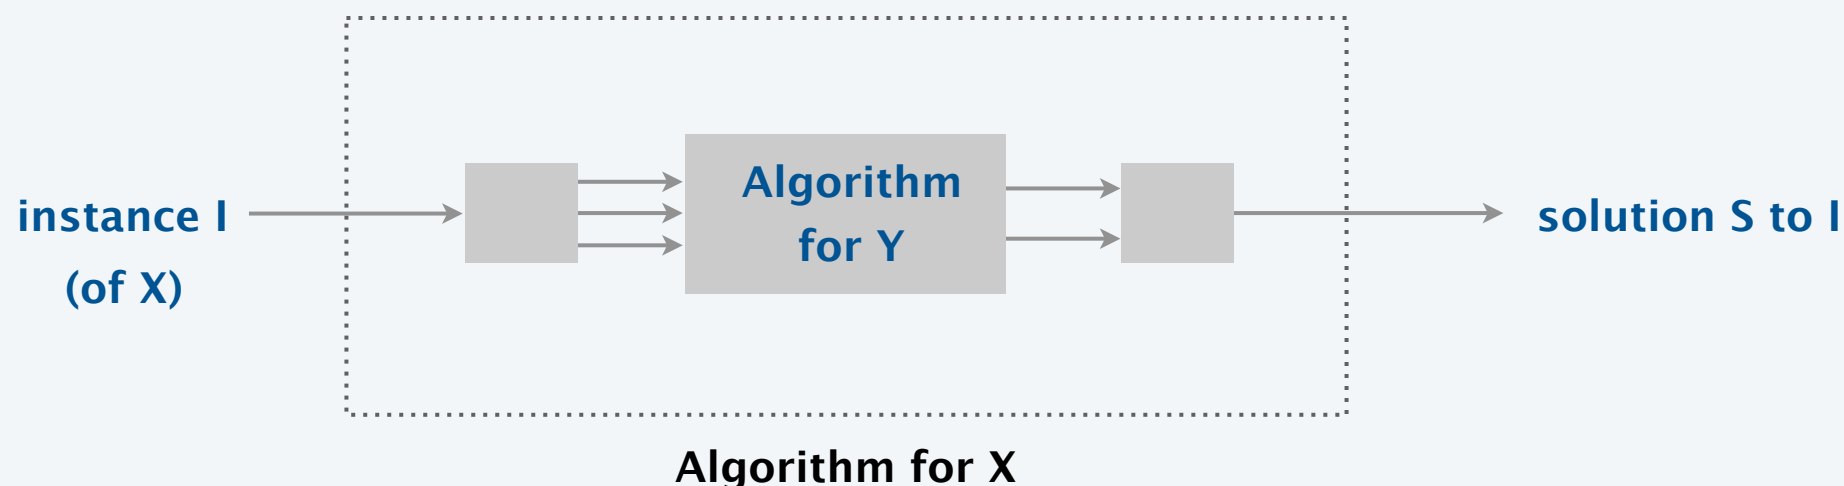 Algorithm
for Y
instance I
(of X)
solution S to I
Algorithm for X